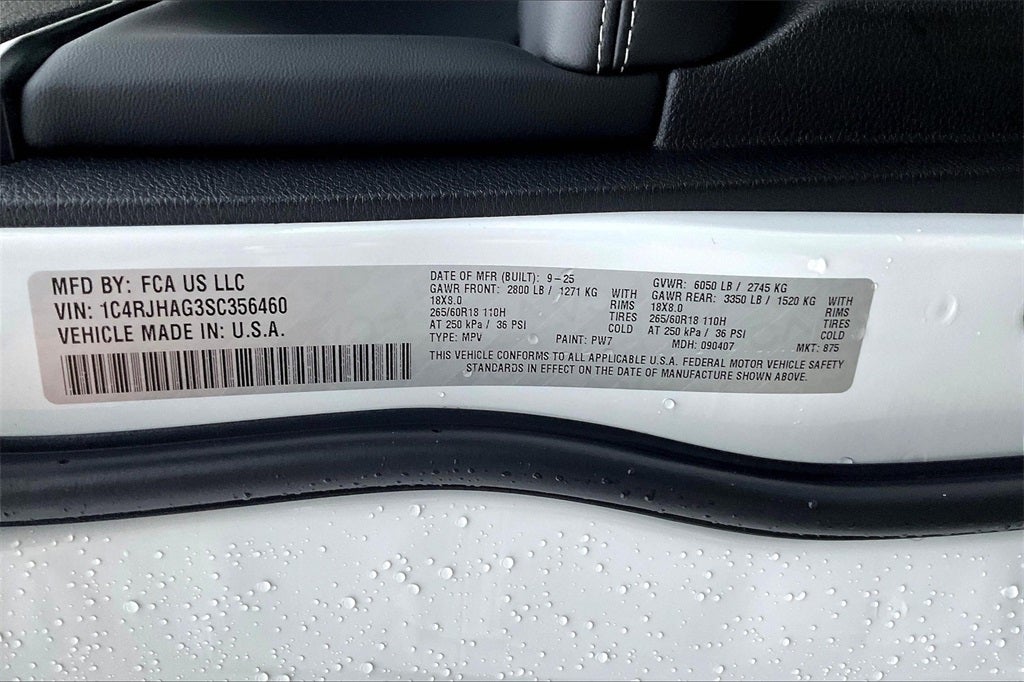 MFD BY: FCA US LLC
VIN: 1C4RJHAG3SC356460
VEHICLE MADE IN: U.S.A.
DATE OF MFR (BUILT): 9-25
GAWR FRONT: 2800 LB / 1271 KG WITH
18X8.0 RIMS
265/60R18 110H TIRES
AT 250 kPa / 36 PSI COLD
TYPE: MPV PAINT: PW7
GVWR: 6050 LB / 2745 KG
GAWR REAR: 3350 LB / 1520 KG WITH
18X8.0 RIMS
265/60R18 110H TIRES
AT 250 kPa / 36 PSI COLD
MDH: 090407 MKT: 875
THIS VEHICLE CONFORMS TO ALL APPLICABLE U.S.A. FEDERAL MOTOR VEHICLE SAFETY
STANDARDS IN EFFECT ON THE DATE OF MANUFACTURE SHOWN ABOVE.